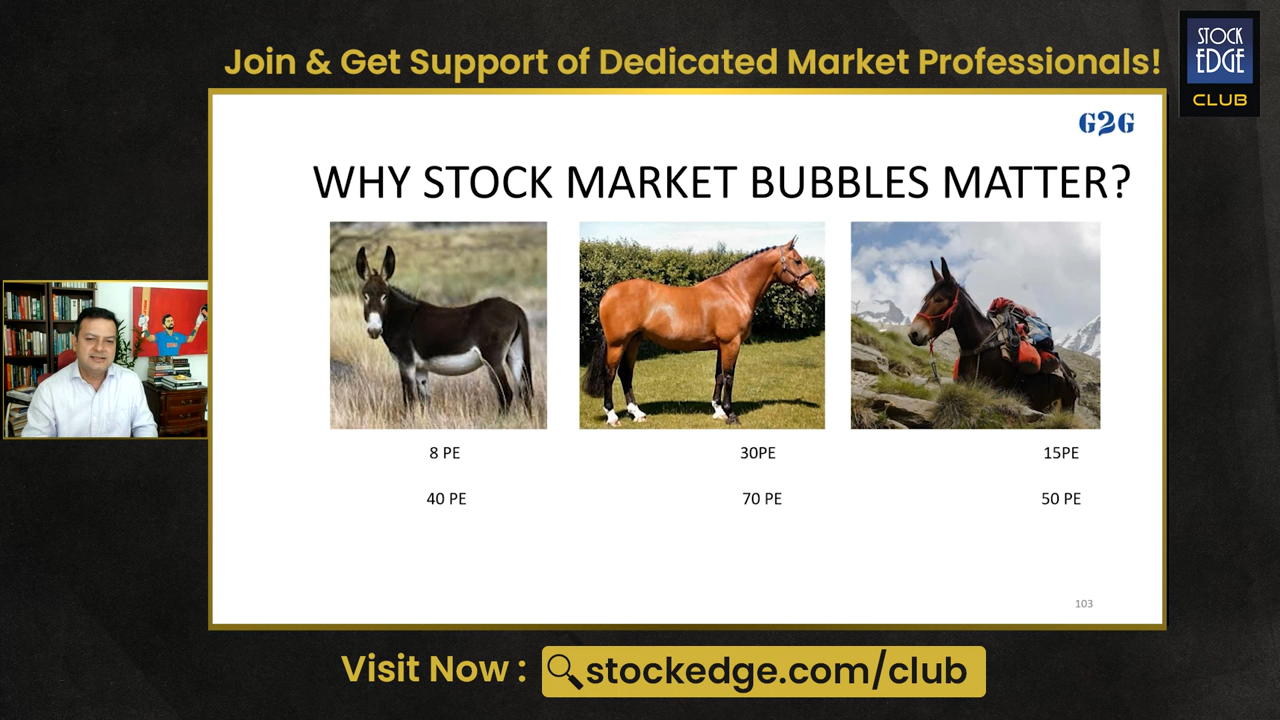 Join & Get Support of Dedicated Market Professionals!
STOCK
EDGE
CLUB
G2G
WHY STOCK MARKET BUBBLES MATTER?
8 PE 30PE 15PE
40 PE 70 PE 50 PE
103
Visit Now : stockedge.com/club